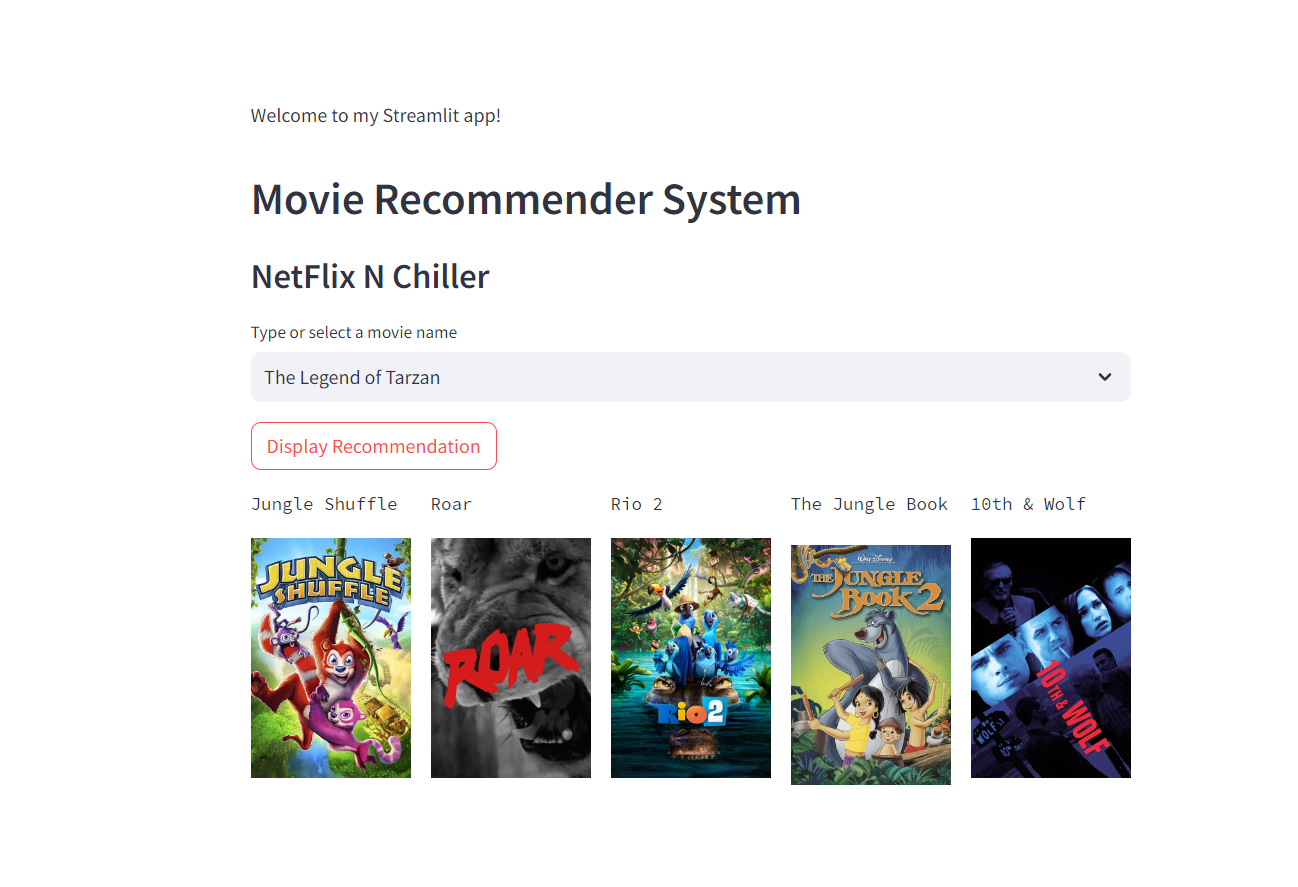 Welcome to my Streamlit app!
Movie Recommender System
NetFlix N Chiller
Type or select a movie name
The Legend of Tarzan
Display Recommendation
Jungle Shuffle
Roar
Rio 2
The Jungle Book
10th & Wolf
JUNGLE
SHUFFLE
ROAR
Rio2
Walt Disney
THE JUNGLE
BOOK 2
10TH &
WOLF